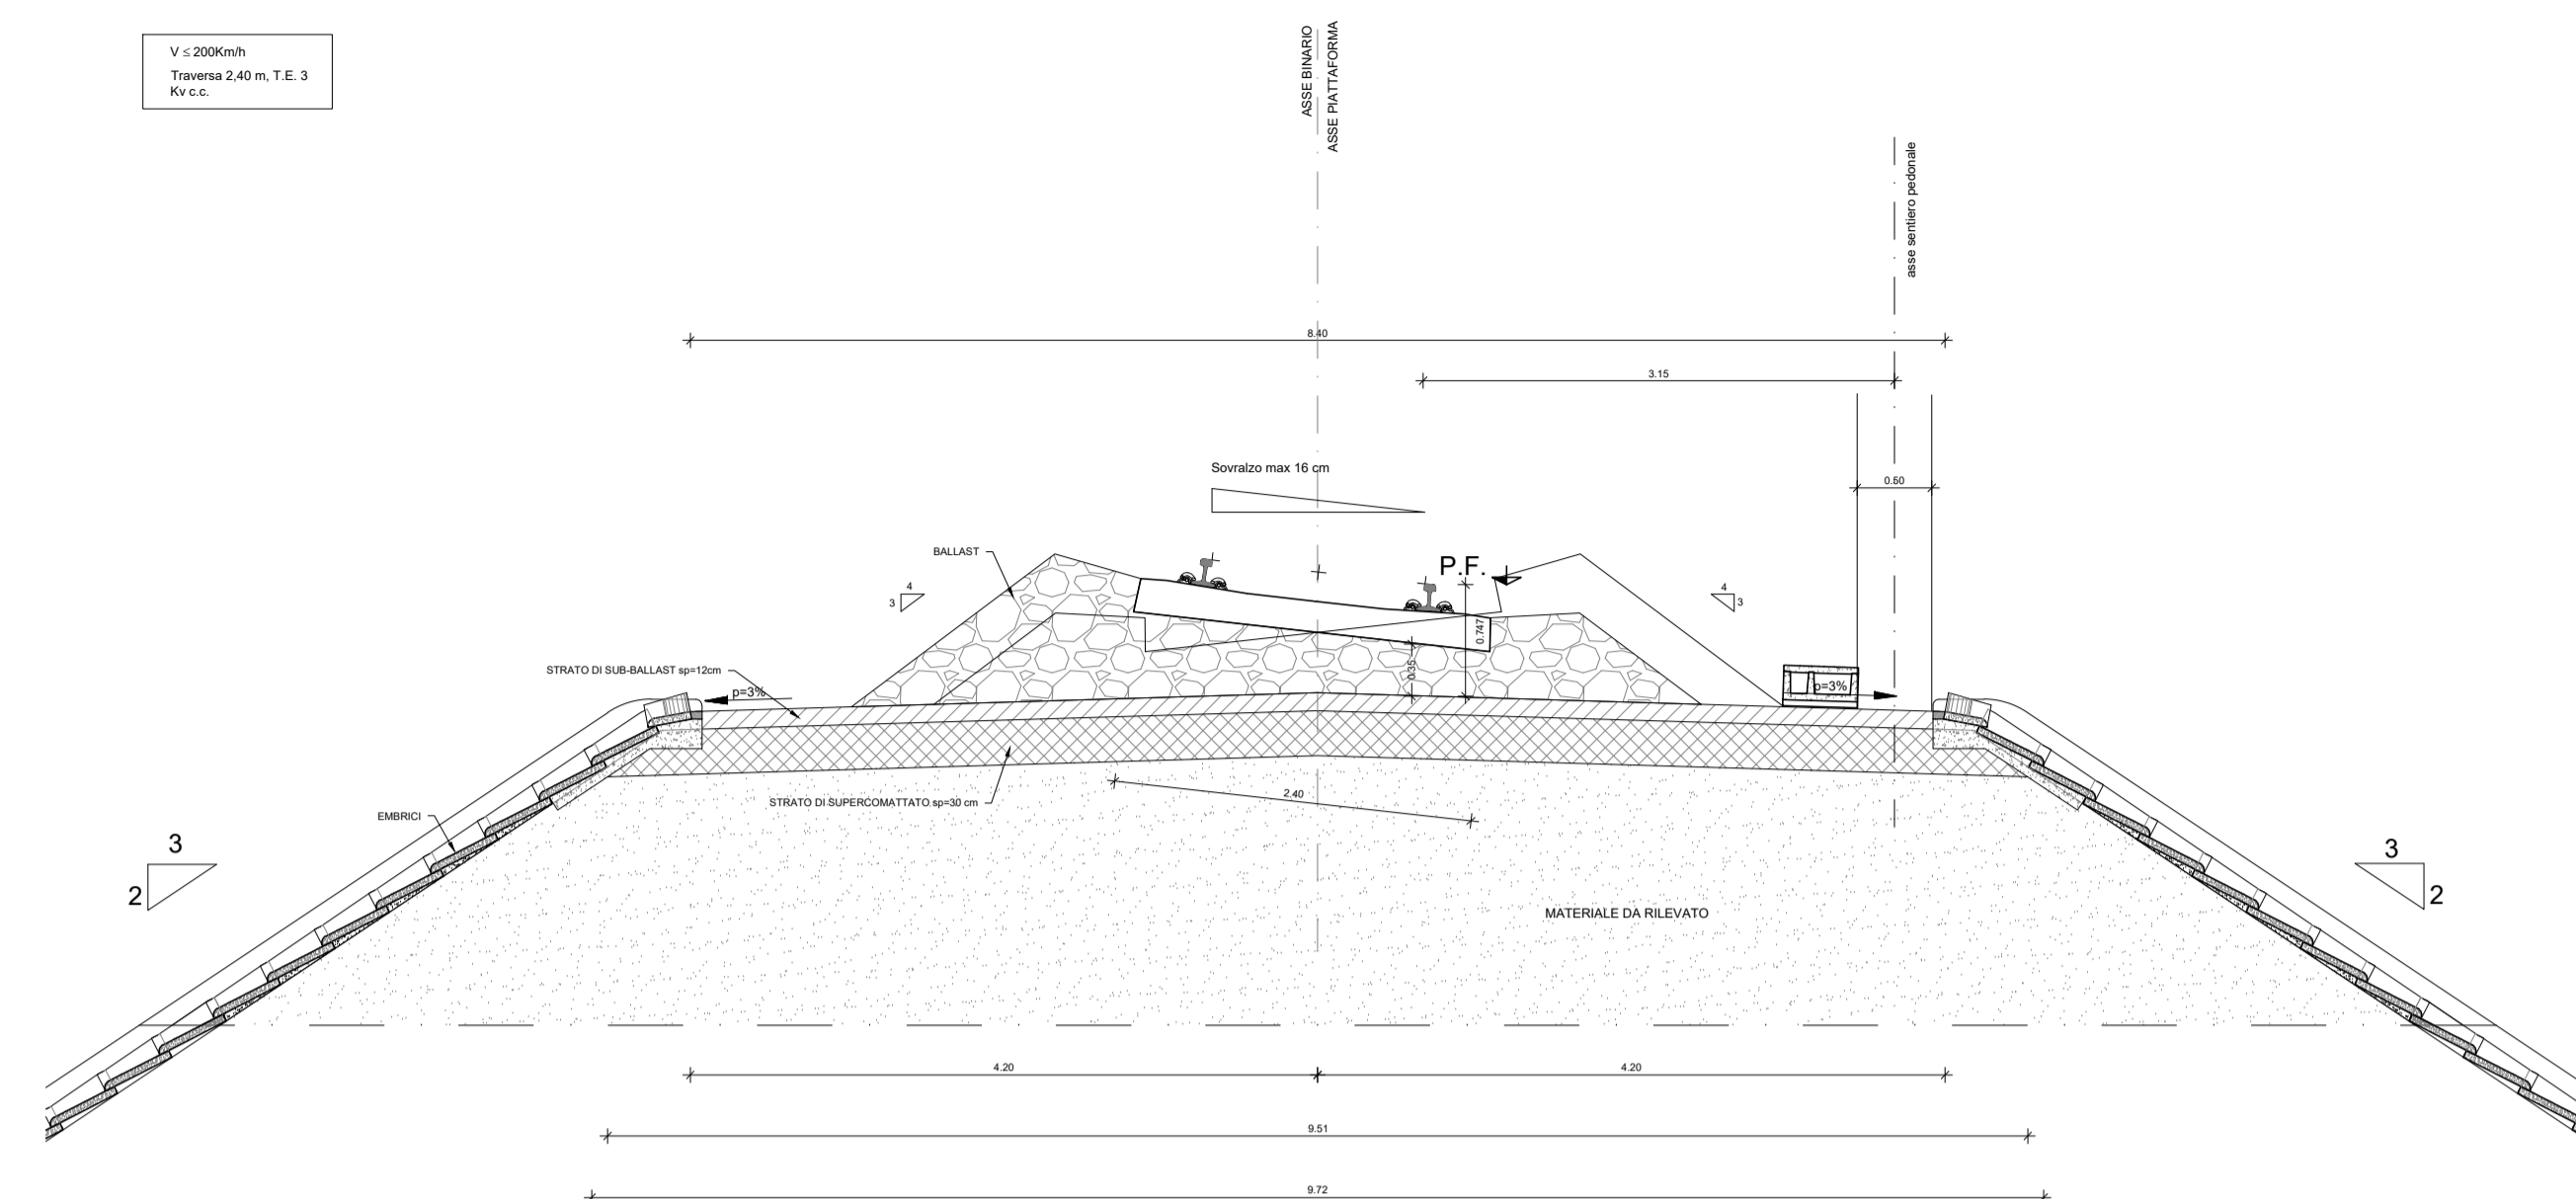 V ≤ 200Km/h
Traversa 2,40 m, T.E. 3
Kv c.c.
ASSE BINARIO
ASSE PIATTAFORMA
asse sentiero pedonale
8.40
3.15
Sovralzo max 16 cm
0.50
BALLAST
P.F.
4
3
4
3
0.747
0.35
STRATO DI SUB-BALLAST sp=12cm
p=3%
p=3%
2.40
STRATO DI SUPERCOMATTATO sp=30 cm
EMBRICI
3
2
3
2
MATERIALE DA RILEVATO
4.20
4.20
9.51
9.72